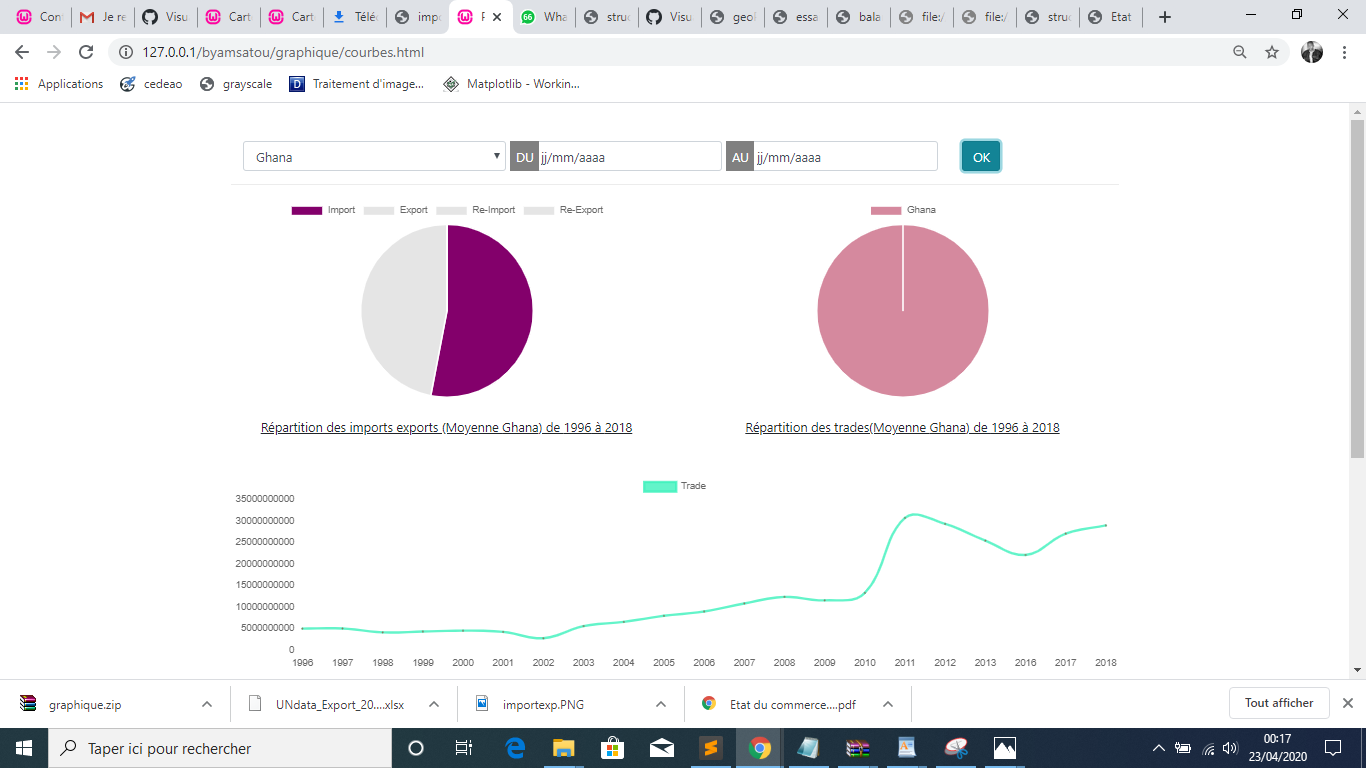 Con
Je re
Visu
Cart
Cart
Télé
impo
F
Wha
struc
Visu
geol
essa
bala
file:/
file:/
struc
Etat
127.0.0.1/byamsatou/graphique/courbes.html
Applications
cedeao
grayscale
Traitement d'image...
Matplotlib - Workin...
Ghana
DU jj/mm/aaaa
AU jj/mm/aaaa
OK
Import Export Re-Import Re-Export
Ghana
Répartition des imports exports (Moyenne Ghana) de 1996 à 2018
Répartition des trades(Moyenne Ghana) de 1996 à 2018
Trade
35000000000
30000000000
25000000000
20000000000
15000000000
10000000000
5000000000
0
1996 1997 1998 1999 2000 2001 2002 2003 2004 2005 2006 2007 2008 2009 2010 2011 2012 2013 2016 2017 2018
graphique.zip
UNdata_Export_20....xlsx
importexp.PNG
Etat du commerce....pdf
Tout afficher
Taper ici pour rechercher
00:17
23/04/2020